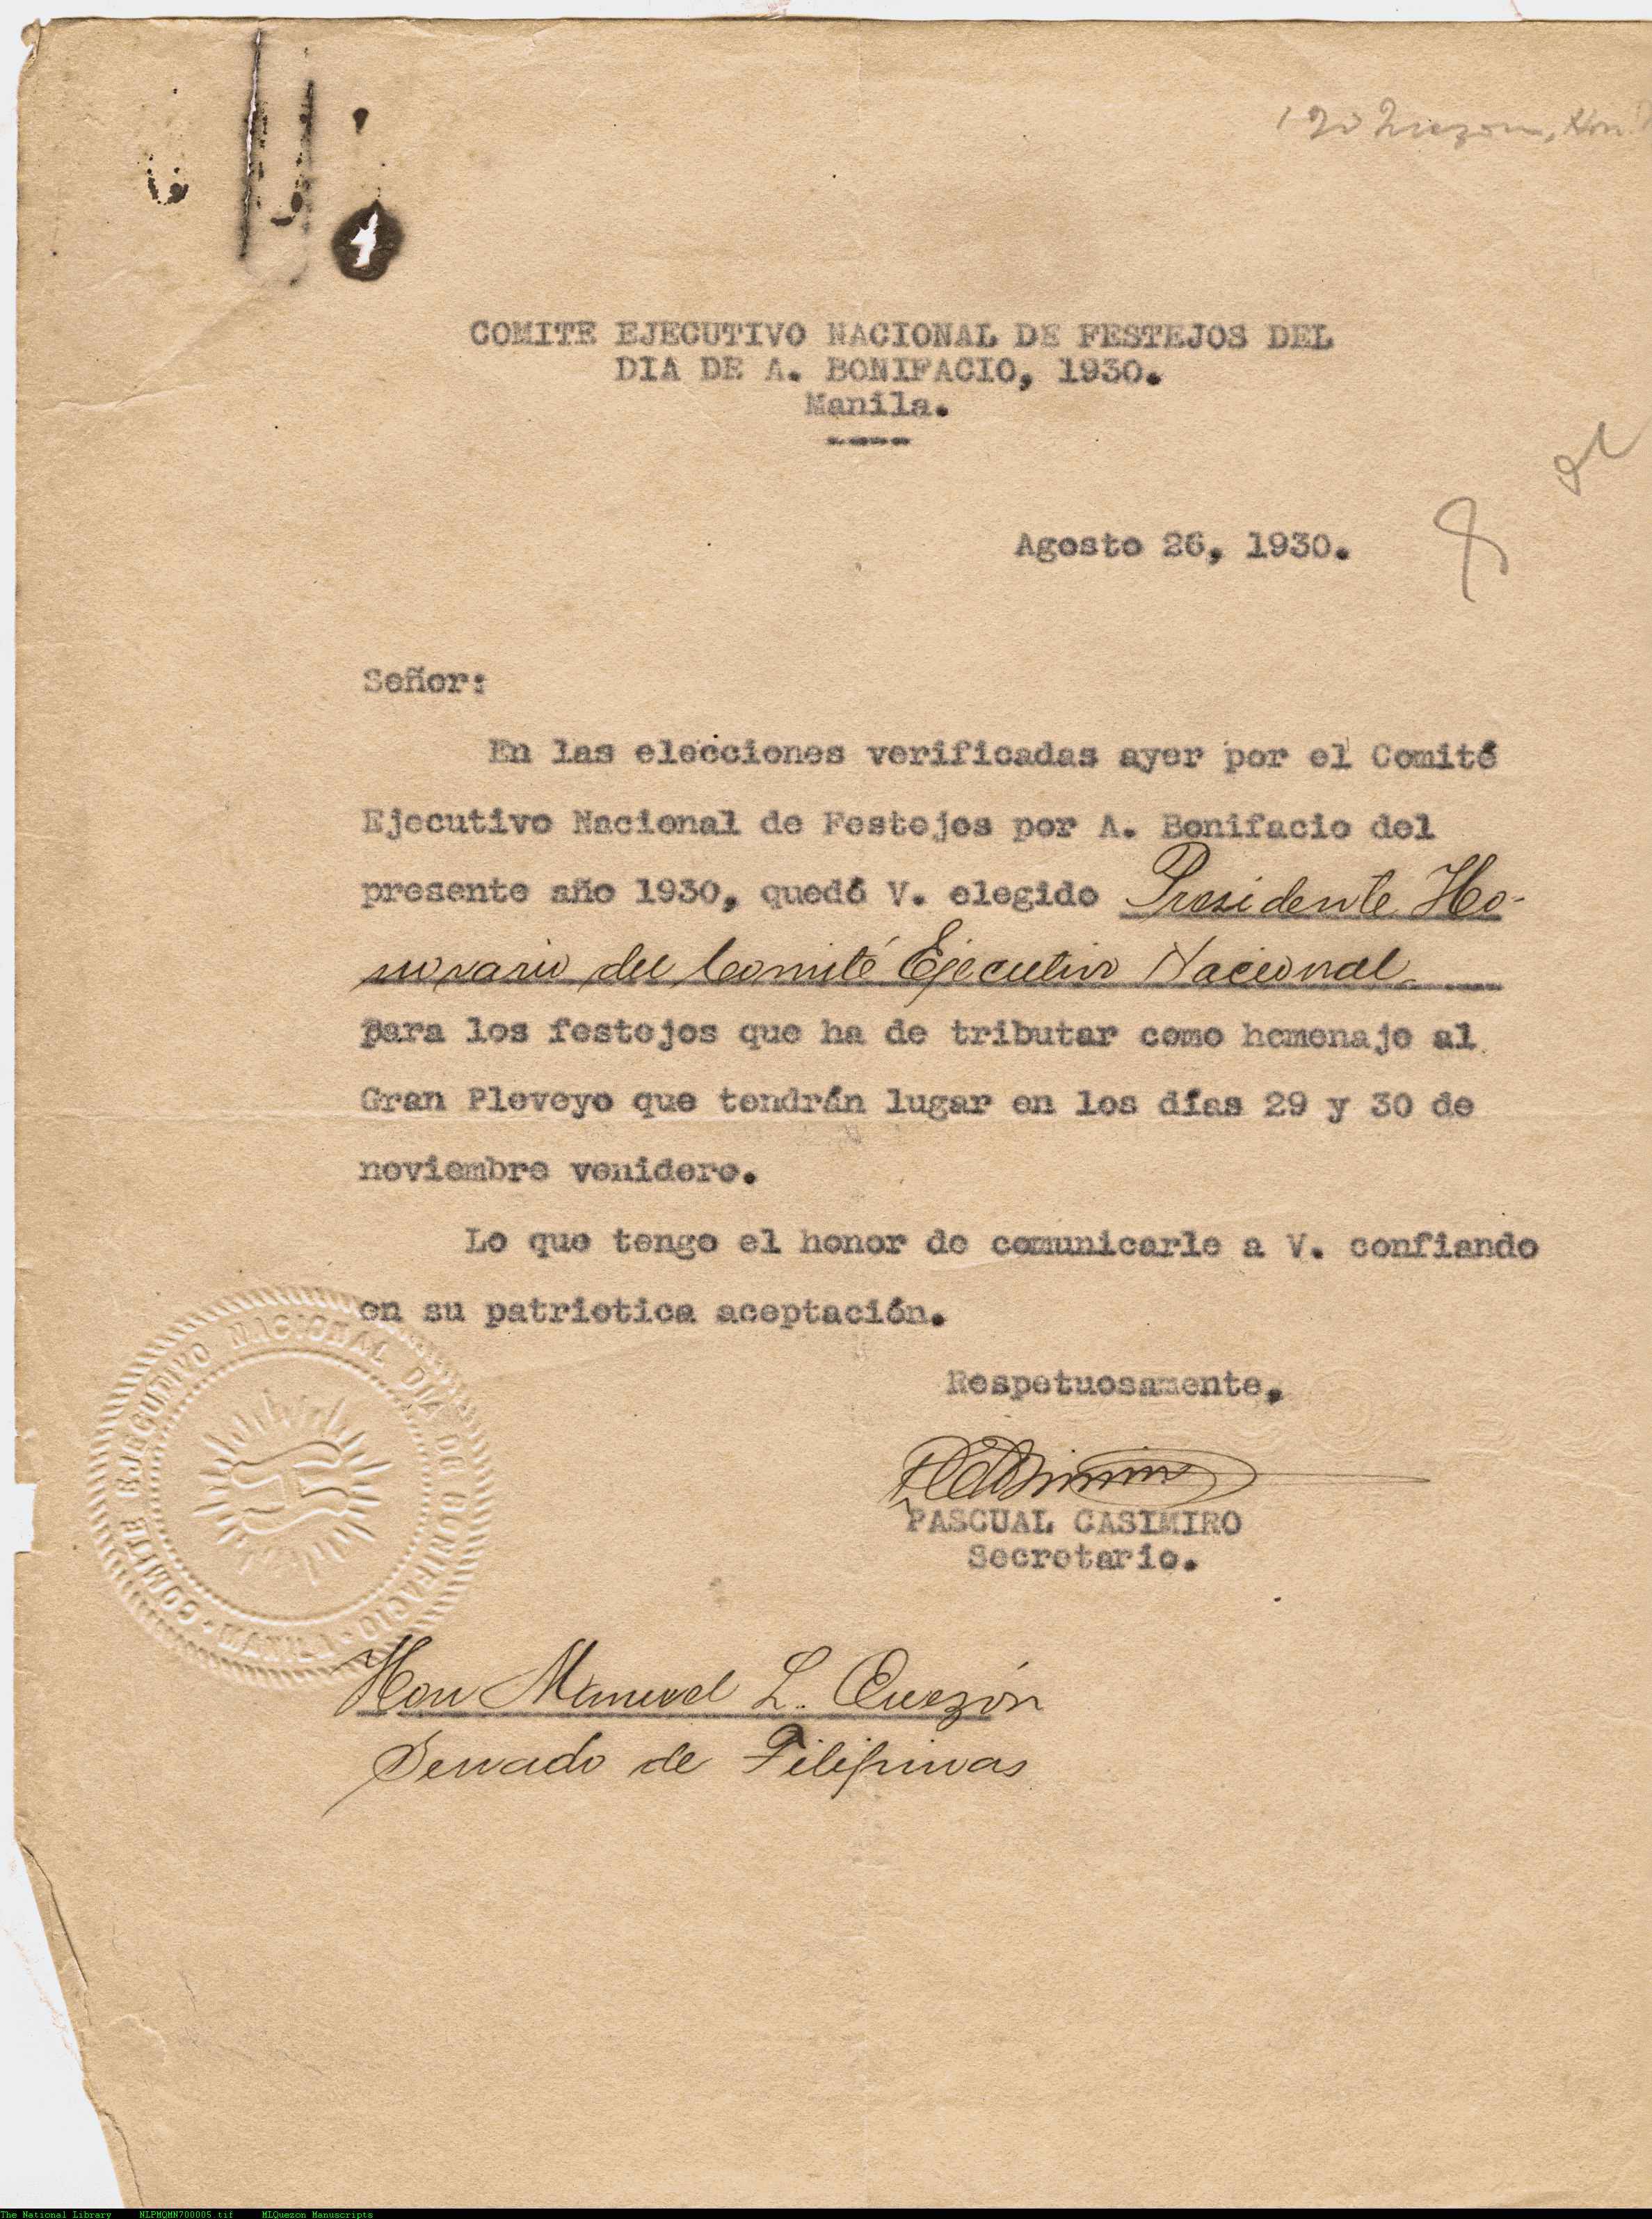 Quezon, Hon.
COMITE EJECUTIVO NACIONAL DE FESTEJOS DEL
DIA DE A. BONIFACIO, 1930.
Manila.
-----
Agosto 26, 1930.
Señor:
En las elecciones verificadas ayer por el Comité
Ejecutivo Nacional de Festejos por A. Bonifacio del
presente año 1930, quedó V. elegido Presidente Ho-
norario del Comité Ejecutivo Nacional
para los festejos que ha de tributar como homenaje al
Gran Pleveyo que tendrán lugar en los días 29 y 30 de
noviembre venidero.
Lo que tengo el honor de comunicarle a V. confiando
en su patriotica aceptación.
Respetuosamente,
PASCUAL CASIMIRO
Secretario.
COMITE EJECUTIVO NACIONAL DIA DE BONIFACIO · MANILA ·
Hon Manuel L. Quezón
Senado de Filipinas
The National Library NLPMQMN700005.tif MLQuezon Manuscripts